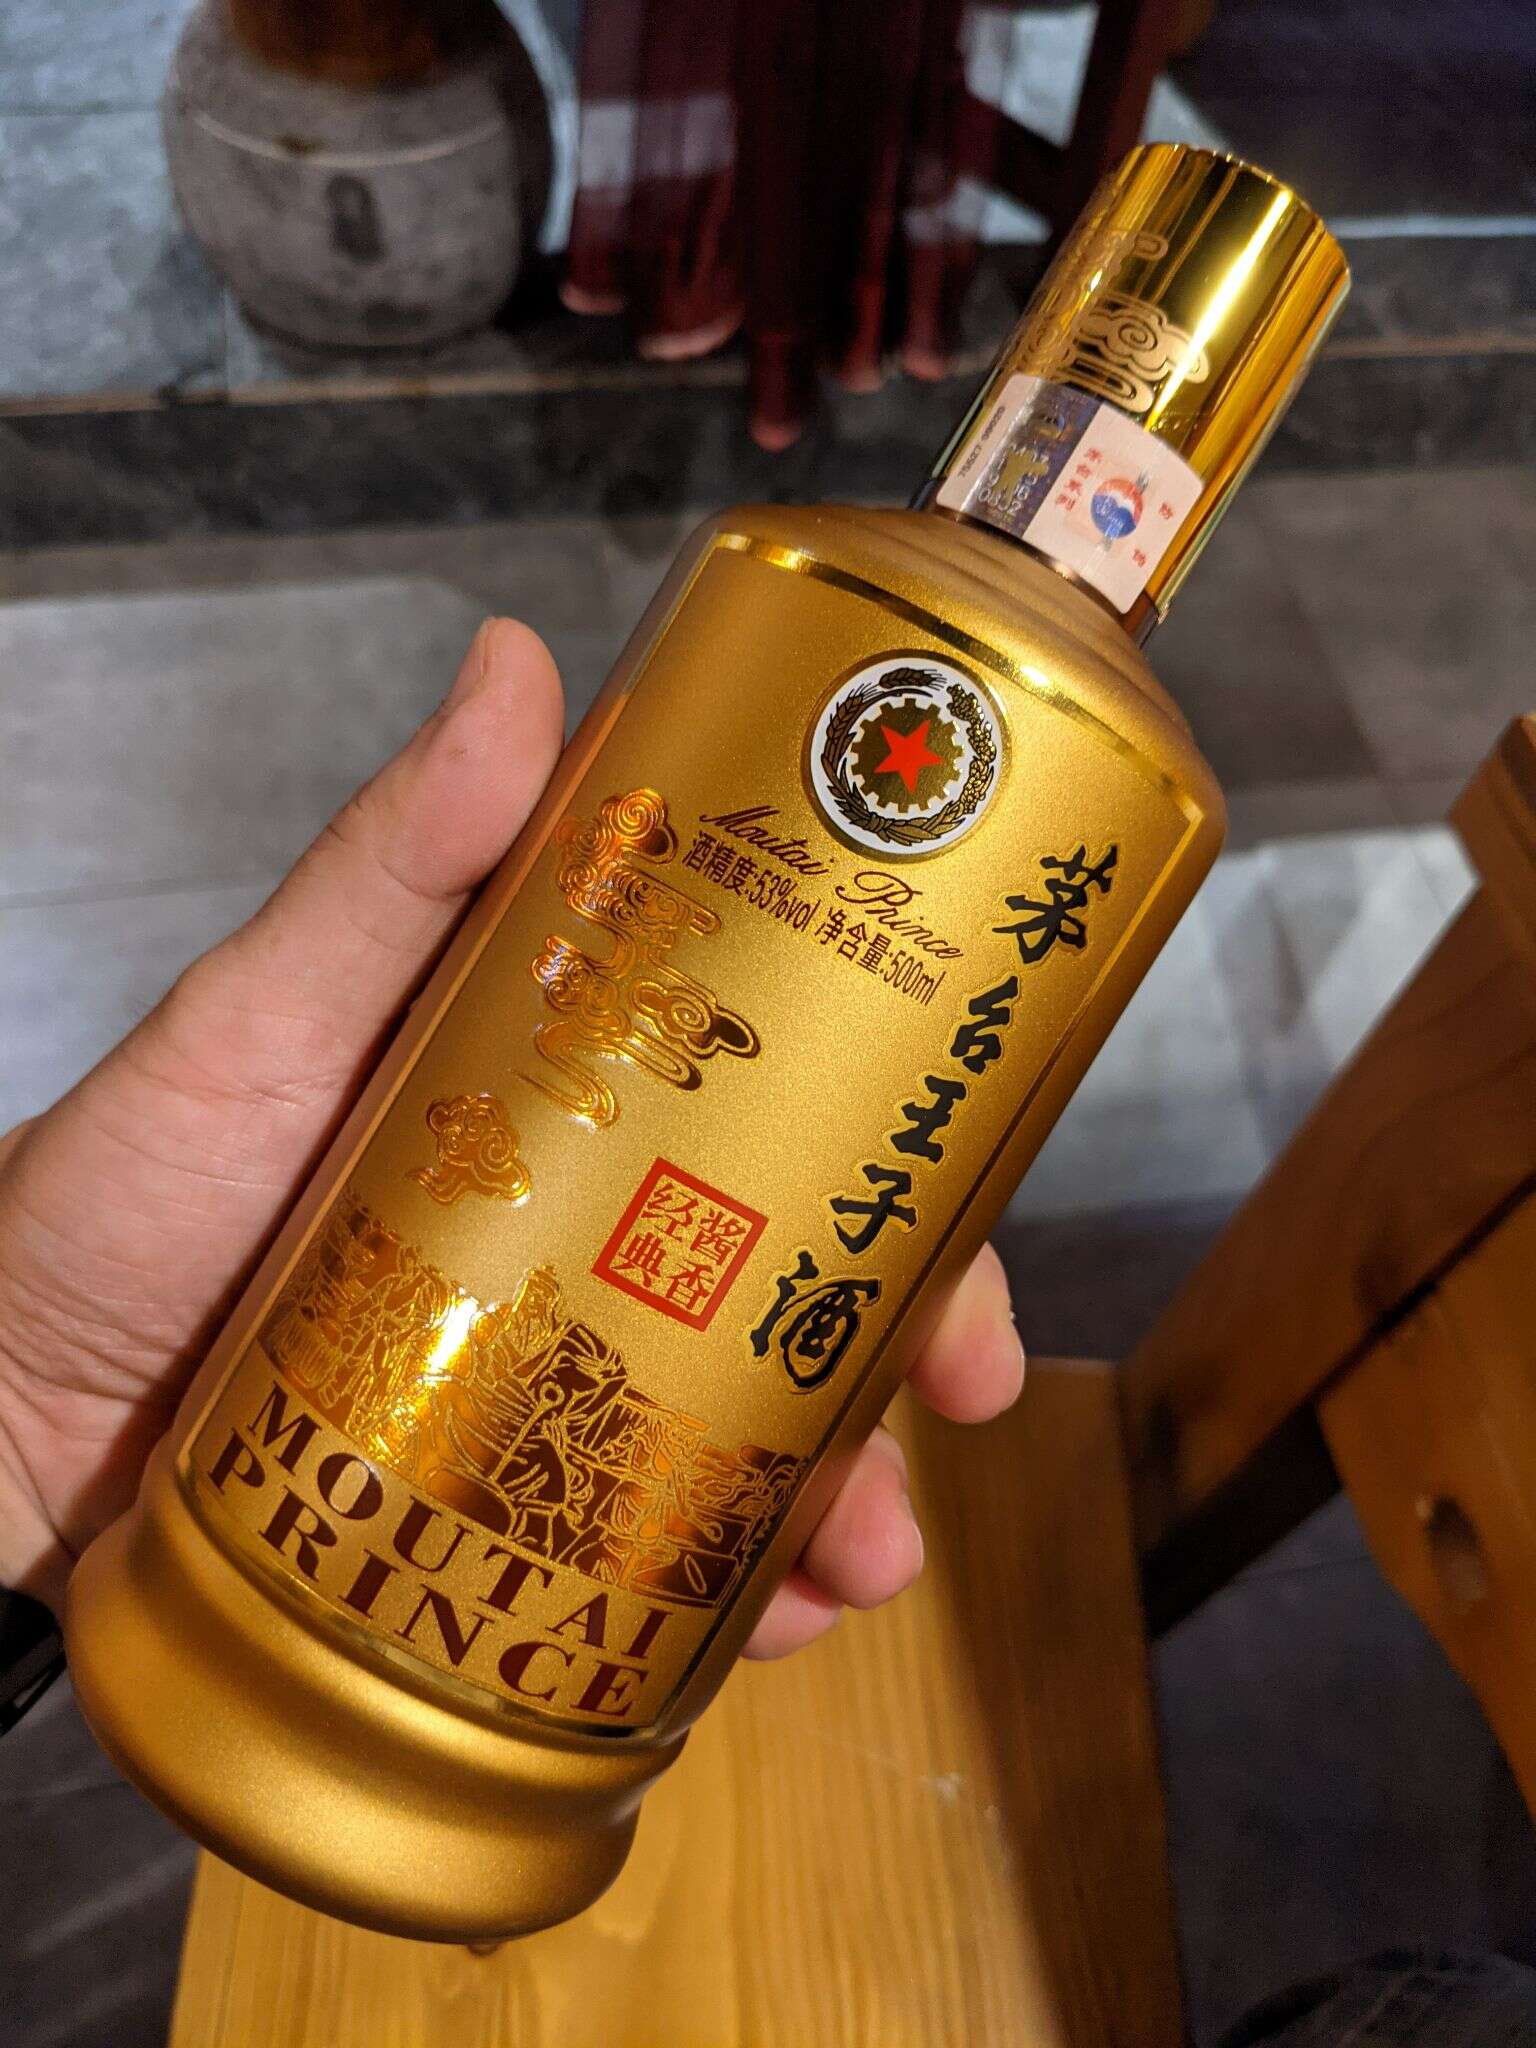 Moutai Prince
酒精度:53%vol 净含量:500ml
茅台王子酒
酱香
经典
MOUTAI
PRINCE